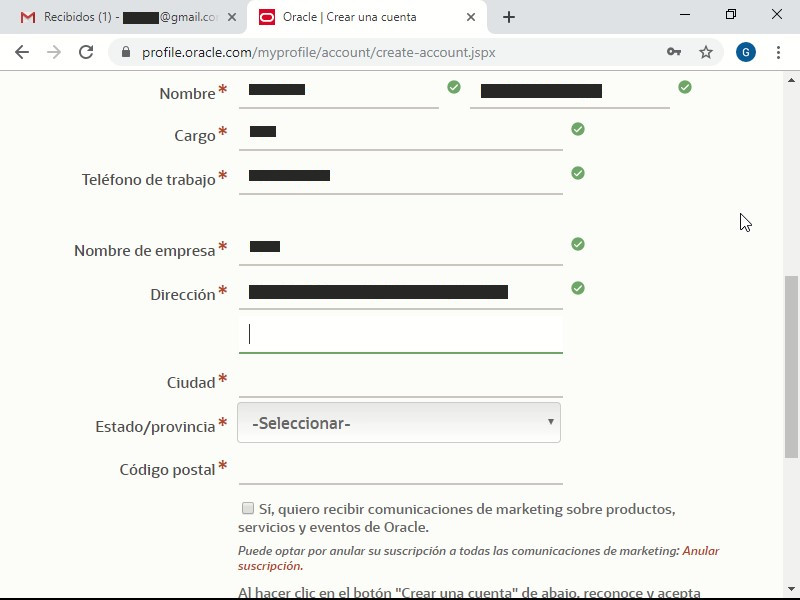 Recibidos (1) - @gmail.co
Oracle | Crear una cuenta
profile.oracle.com/myprofile/account/create-account.jspx
G
Nombre*
Cargo*
Teléfono de trabajo*
Nombre de empresa*
Dirección*
Ciudad*
Estado/provincia* -Seleccionar-
Código postal*
Sí, quiero recibir comunicaciones de marketing sobre productos,
servicios y eventos de Oracle.
Puede optar por anular su suscripción a todas las comunicaciones de marketing: Anular
suscripción.
Al hacer clic en el botón "Crear una cuenta" de abajo, reconoce y acepta